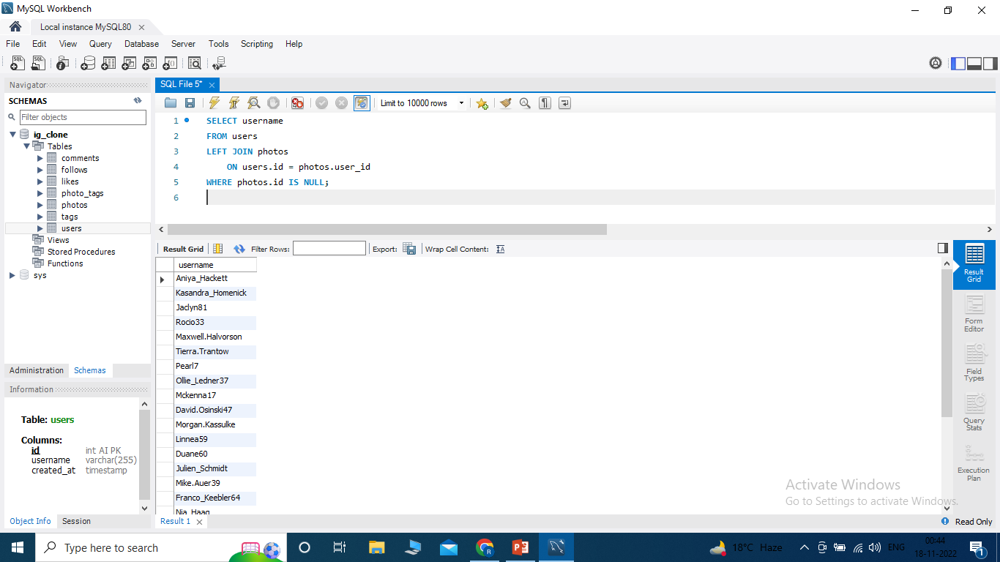 MySQL Workbench
Local instance MySQL80
File Edit View Query Database Server Tools Scripting Help
Navigator
SCHEMAS
Filter objects
ig_clone
Tables
comments
follows
likes
photo_tags
photos
tags
users
Views
Stored Procedures
Functions
sys
Administration Schemas
Information
Table: users
Columns:
id int AI PK
username varchar(255)
created_at timestamp
Object Info Session
SQL File 5*
Limit to 10000 rows
1 SELECT username
2 FROM users
3 LEFT JOIN photos
4 ON users.id = photos.user_id
5 WHERE photos.id IS NULL;
6
Result Grid Filter Rows: Export: Wrap Cell Content:
username
Aniya_Hackett
Kasandra_Homenick
Jaclyn81
Rocio33
Maxwell.Halvorson
Tierra.Trantow
Pearl7
Ollie_Ledner37
Mckenna17
David.Osinski47
Morgan.Kassulke
Linnea59
Duane60
Julien_Schmidt
Mike.Auer39
Franco_Keebler64
Nia_Haag
Result
Grid
Form
Editor
Field
Types
Query
Stats
Execution
Plan
Activate Windows
Go to Settings to activate Windows.
Result 1
Read Only
Type here to search
18°C Haze
ENG
00:44
18-11-2022
1